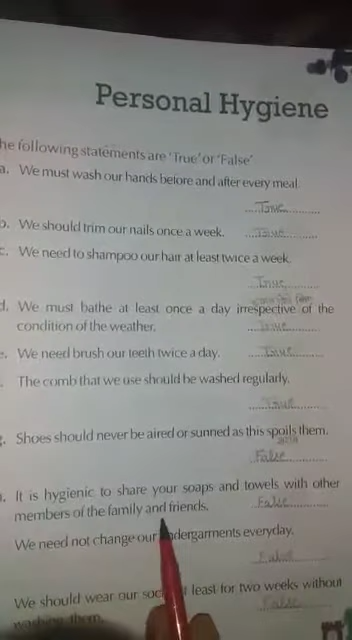 Personal Hygiene
he following statements are 'True' or 'False'
a. We must wash our hands before and after every meal.
True
b. We should trim our nails once a week. True
c. We need to shampoo our hair at least twice a week.
True
d. We must bathe at least once a day irrespective of the
condition of the weather. True
e. We need brush our teeth twice a day. True
The comb that we use should be washed regularly.
True
g. Shoes should never be aired or sunned as this spoils them.
False
It is hygienic to share your soaps and towels with other
members of the family and friends. False
We need not change our undergarments everyday.
False
We should wear our at least for two weeks without
washing them. False